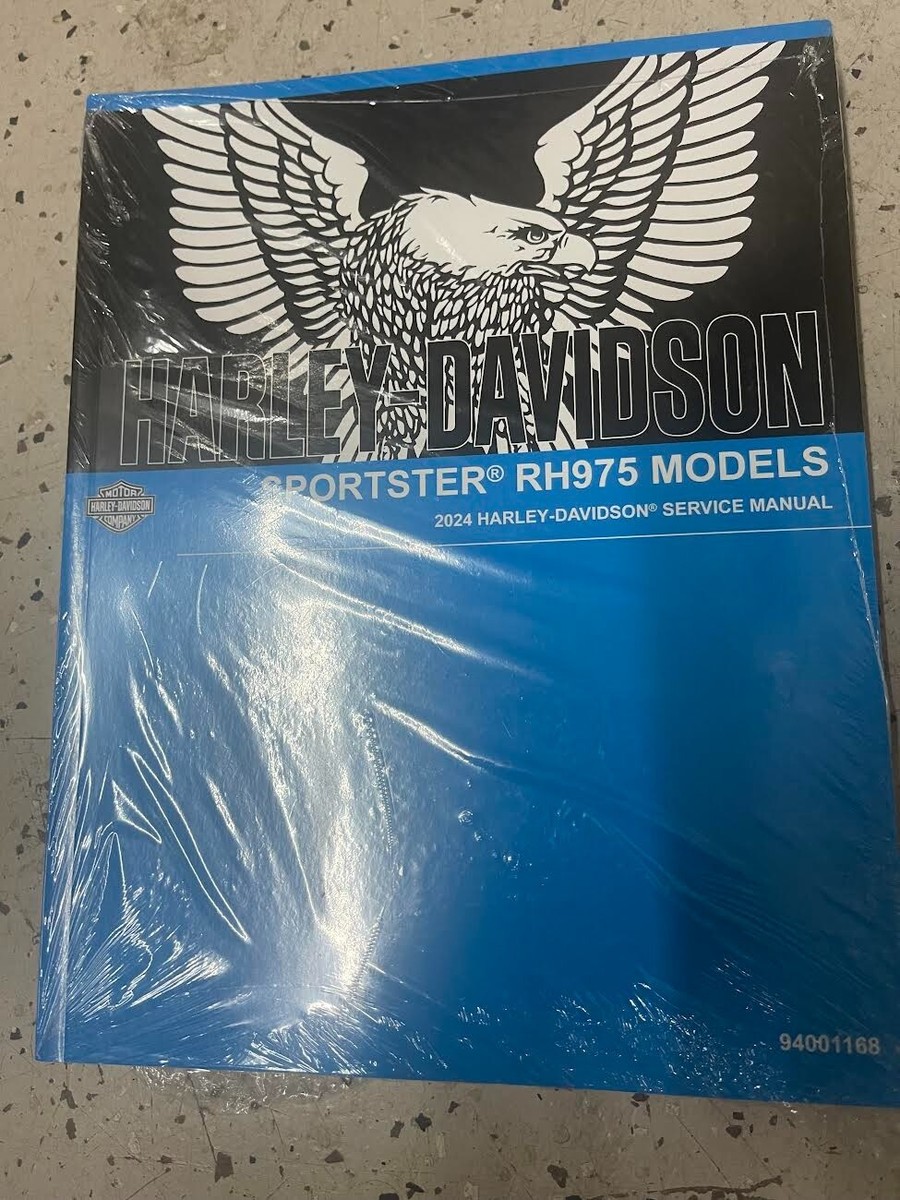 HARLEY-DAVIDSON
SPORTSTER® RH975 MODELS
MOTOR
HARLEY-DAVIDSON
COMPANY
2024 HARLEY-DAVIDSON® SERVICE MANUAL
94001168